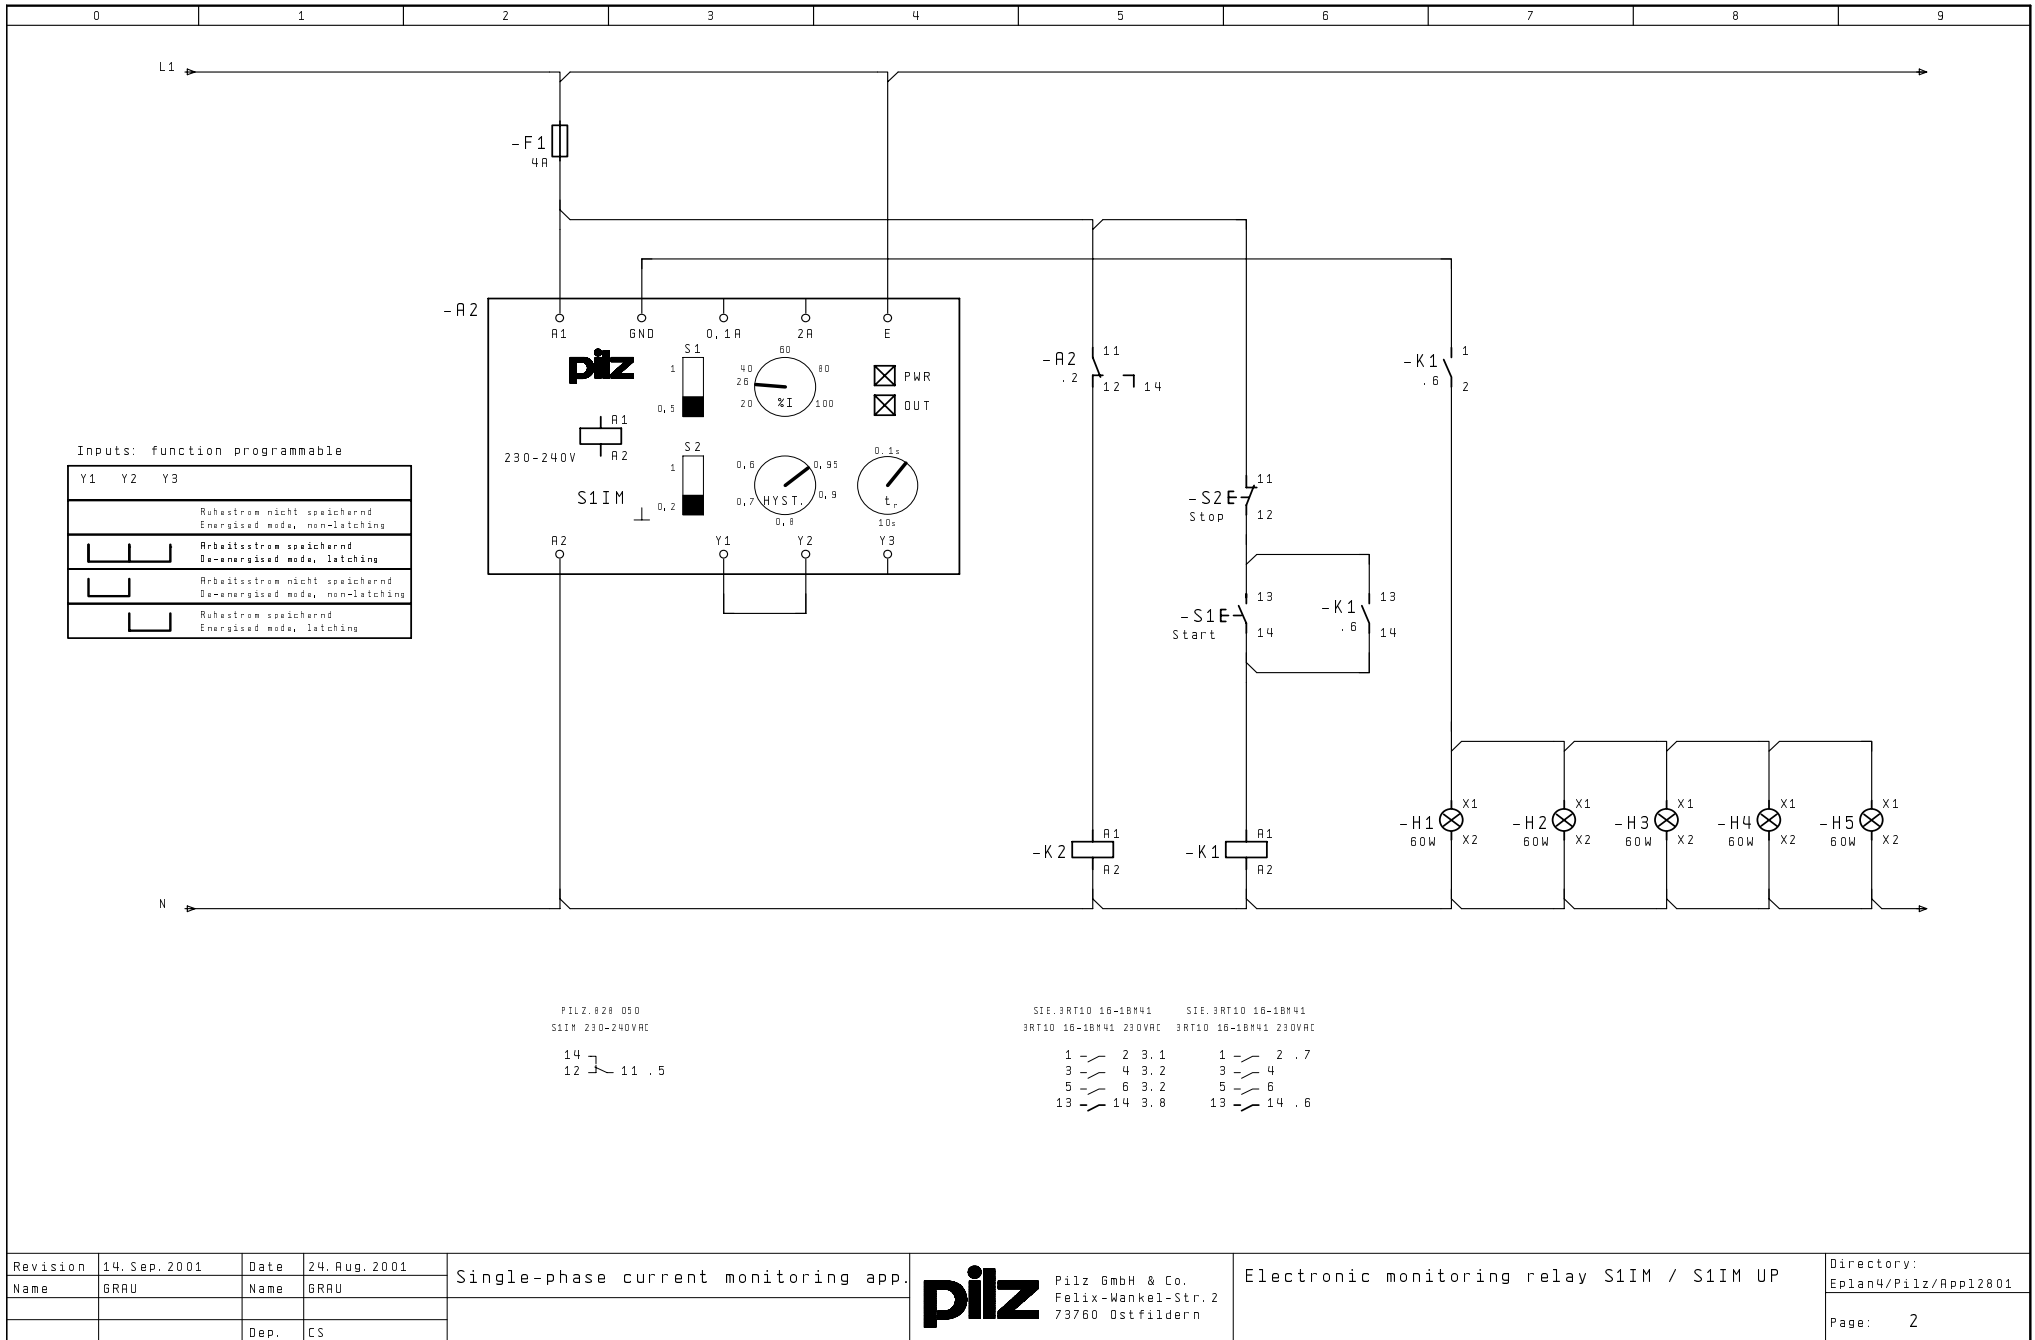 0 1 2 3 4 5 6 7 8 9
L1
-F1
4A
-A2
A1 GND 0,1A 2A E
pilz
S1
1
0,5
60
40 80
26
20 %I 100
PWR
OUT
A1
230-240V A2
S1IM
S2
1
0,2
0,6 0,95
0,7 HYST. 0,9
0,8
0.1s
tr
10s
A2 Y1 Y2 Y3
Inputs: function programmable
Y1 Y2 Y3
Ruhestrom nicht speichernd
Energised mode, non-latching
Arbeitsstrom speichernd
De-energised mode, latching
Arbeitsstrom nicht speichernd
De-energised mode, non-latching
Ruhestrom speichernd
Energised mode, latching
-A2 11
.2 12 14
-K1 1
.6 2
-S2 11
Stop 12
-S1 13
Start 14
-K1 13
.6 14
-K2 A1
A2
-K1 A1
A2
-H1 X1
60W X2
-H2 X1
60W X2
-H3 X1
60W X2
-H4 X1
60W X2
-H5 X1
60W X2
N
PILZ.828 050
S1IM 230-240VAC
14
12 11 .5
SIE.3RT10 16-1BM41
3RT10 16-1BM41 230VAC
1 2 3.1
3 4 3.2
5 6 3.2
13 14 3.8
SIE.3RT10 16-1BM41
3RT10 16-1BM41 230VAC
1 2 .7
3 4
5 6
13 14 .6
Revision 14.Sep.2001 Date 24.Aug.2001
Name GRAU Name GRAU
Dep. CS
Single-phase current monitoring app.
pilz
Pilz GmbH & Co.
Felix-Wankel-Str.2
73760 Ostfildern
Electronic monitoring relay S1IM / S1IM UP
Directory:
Eplan4/Pilz/Appl2801
Page: 2